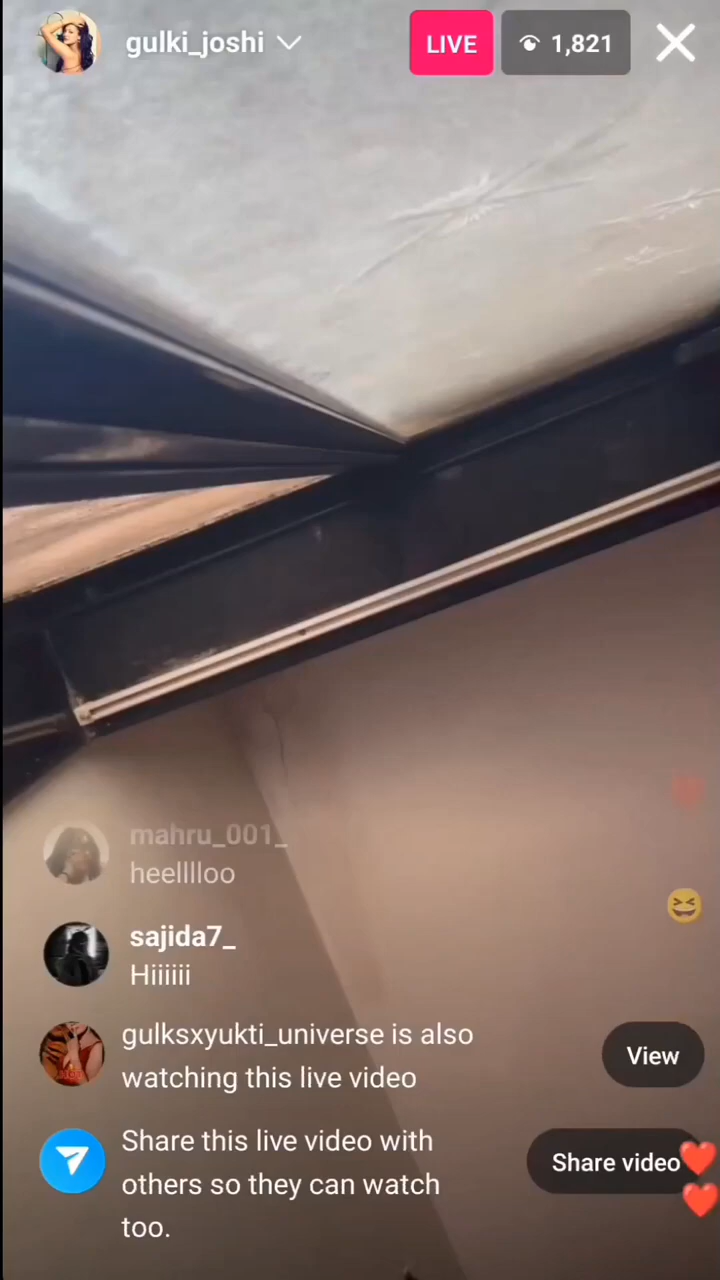 gulki_joshi
LIVE
1,821
mahru_001_
heelllloo
sajida7_
Hiiiiii
gulksxyukti_universe is also
watching this live video
View
Share this live video with
others so they can watch
too.
Share video